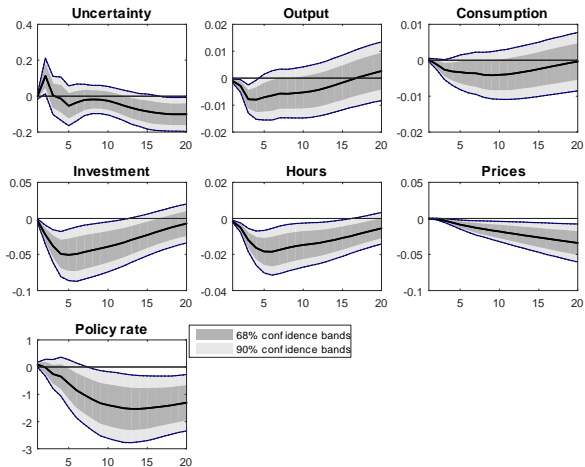 Uncertainty
0.4
0.2
0
-0.2
5 10 15 20
Output
0.02
0.01
0
-0.01
-0.02
5 10 15 20
Consumption
0.01
0
-0.01
-0.02
5 10 15 20
Investment
0.05
0
-0.05
-0.1
5 10 15 20
Hours
0.02
0
-0.02
-0.04
5 10 15 20
Prices
0.05
0
-0.05
-0.1
5 10 15 20
Policy rate
1
0
-1
-2
-3
5 10 15 20
68% confidence bands
90% confidence bands